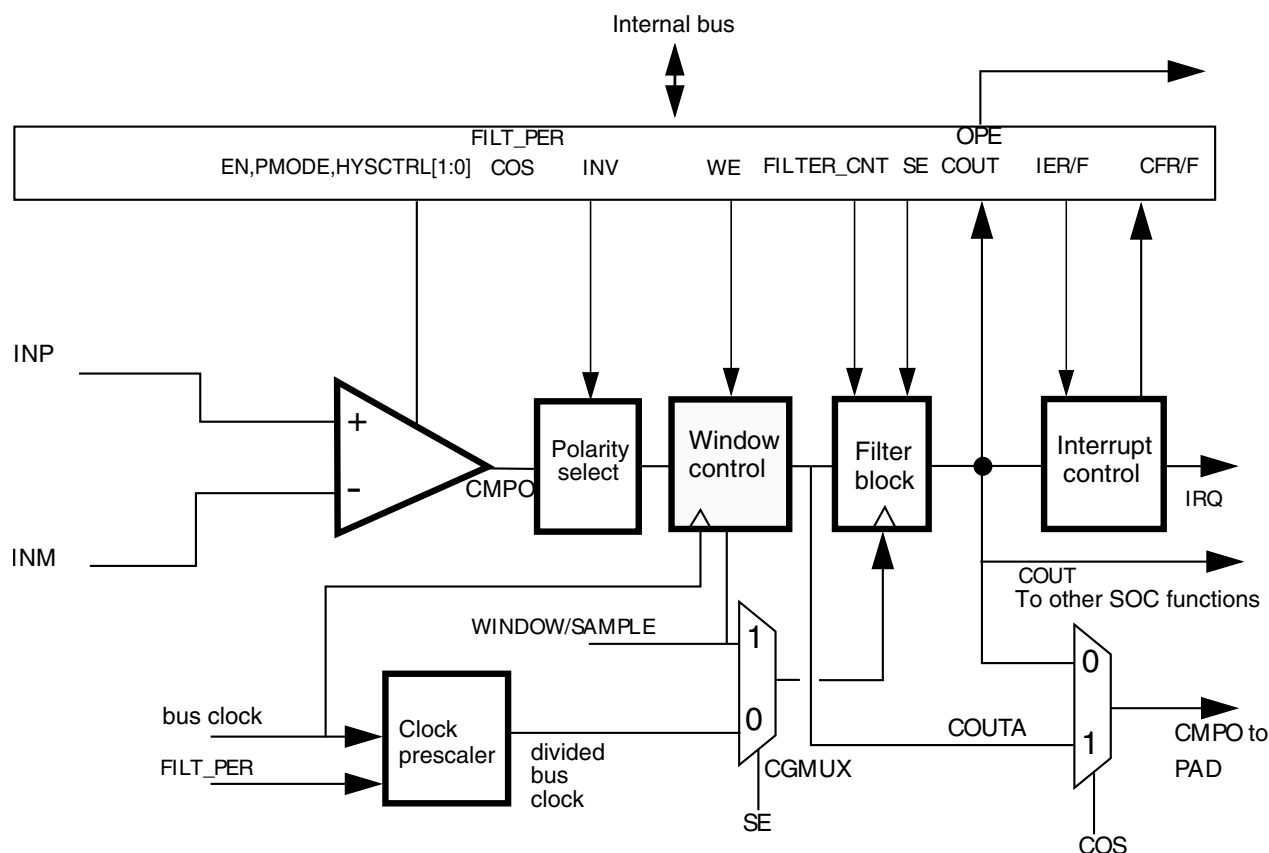 Internal bus
FILT_PER
OPE
EN,PMODE,HYSCTRL[1:0]
COS
INV
WE
FILTER_CNT
SE
COUT
IER/F
CFR/F
INP
INM
+
-
CMPO
Polarity
select
Window
control
Filter
block
Interrupt
control
IRQ
COUT
To other SOC functions
WINDOW/SAMPLE
1
0
0
1
bus clock
FILT_PER
Clock
prescaler
divided
bus
clock
CGMUX
SE
COUTA
CMPO to
PAD
COS